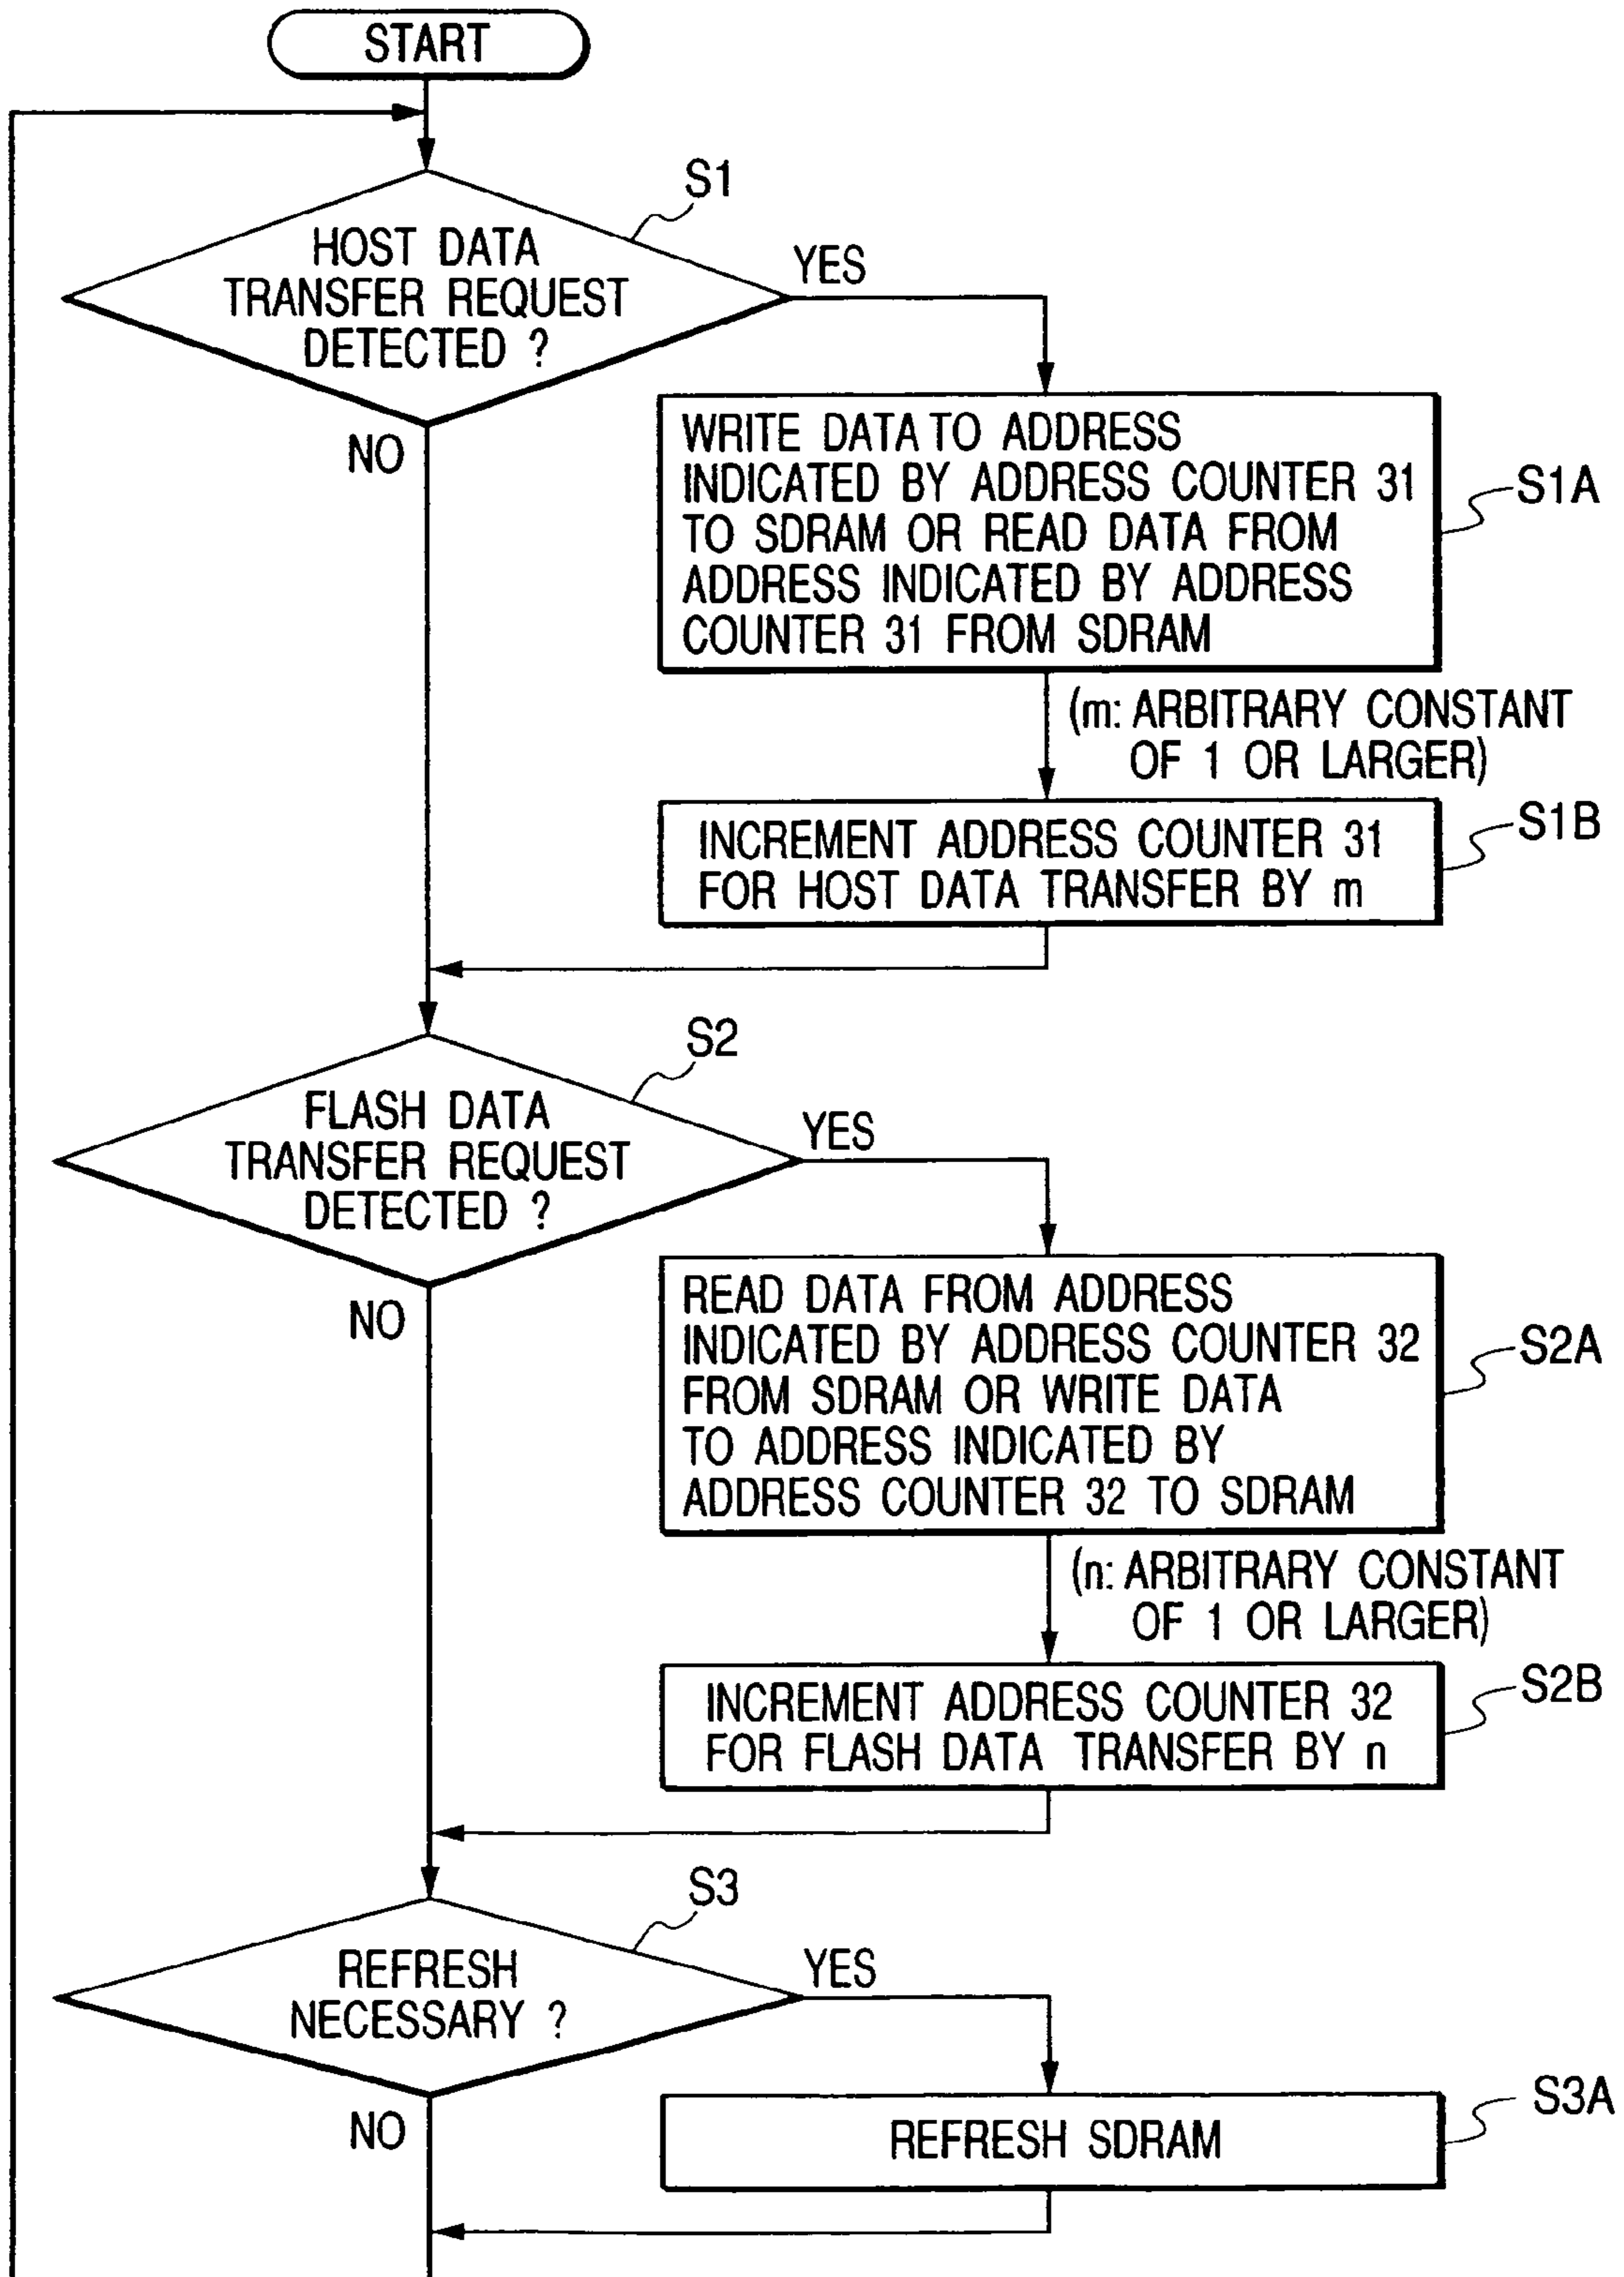 START
S1
HOST DATA
TRANSFER REQUEST
DETECTED ?
YES
NO
WRITE DATA TO ADDRESS
INDICATED BY ADDRESS COUNTER 31
TO SDRAM OR READ DATA FROM
ADDRESS INDICATED BY ADDRESS
COUNTER 31 FROM SDRAM
S1A
(m: ARBITRARY CONSTANT
OF 1 OR LARGER)
INCREMENT ADDRESS COUNTER 31
FOR HOST DATA TRANSFER BY m
S1B
S2
FLASH DATA
TRANSFER REQUEST
DETECTED ?
YES
NO
READ DATA FROM ADDRESS
INDICATED BY ADDRESS COUNTER 32
FROM SDRAM OR WRITE DATA
TO ADDRESS INDICATED BY
ADDRESS COUNTER 32 TO SDRAM
S2A
(n: ARBITRARY CONSTANT
OF 1 OR LARGER)
INCREMENT ADDRESS COUNTER 32
FOR FLASH DATA TRANSFER BY n
S2B
S3
REFRESH
NECESSARY ?
YES
NO
REFRESH SDRAM
S3A